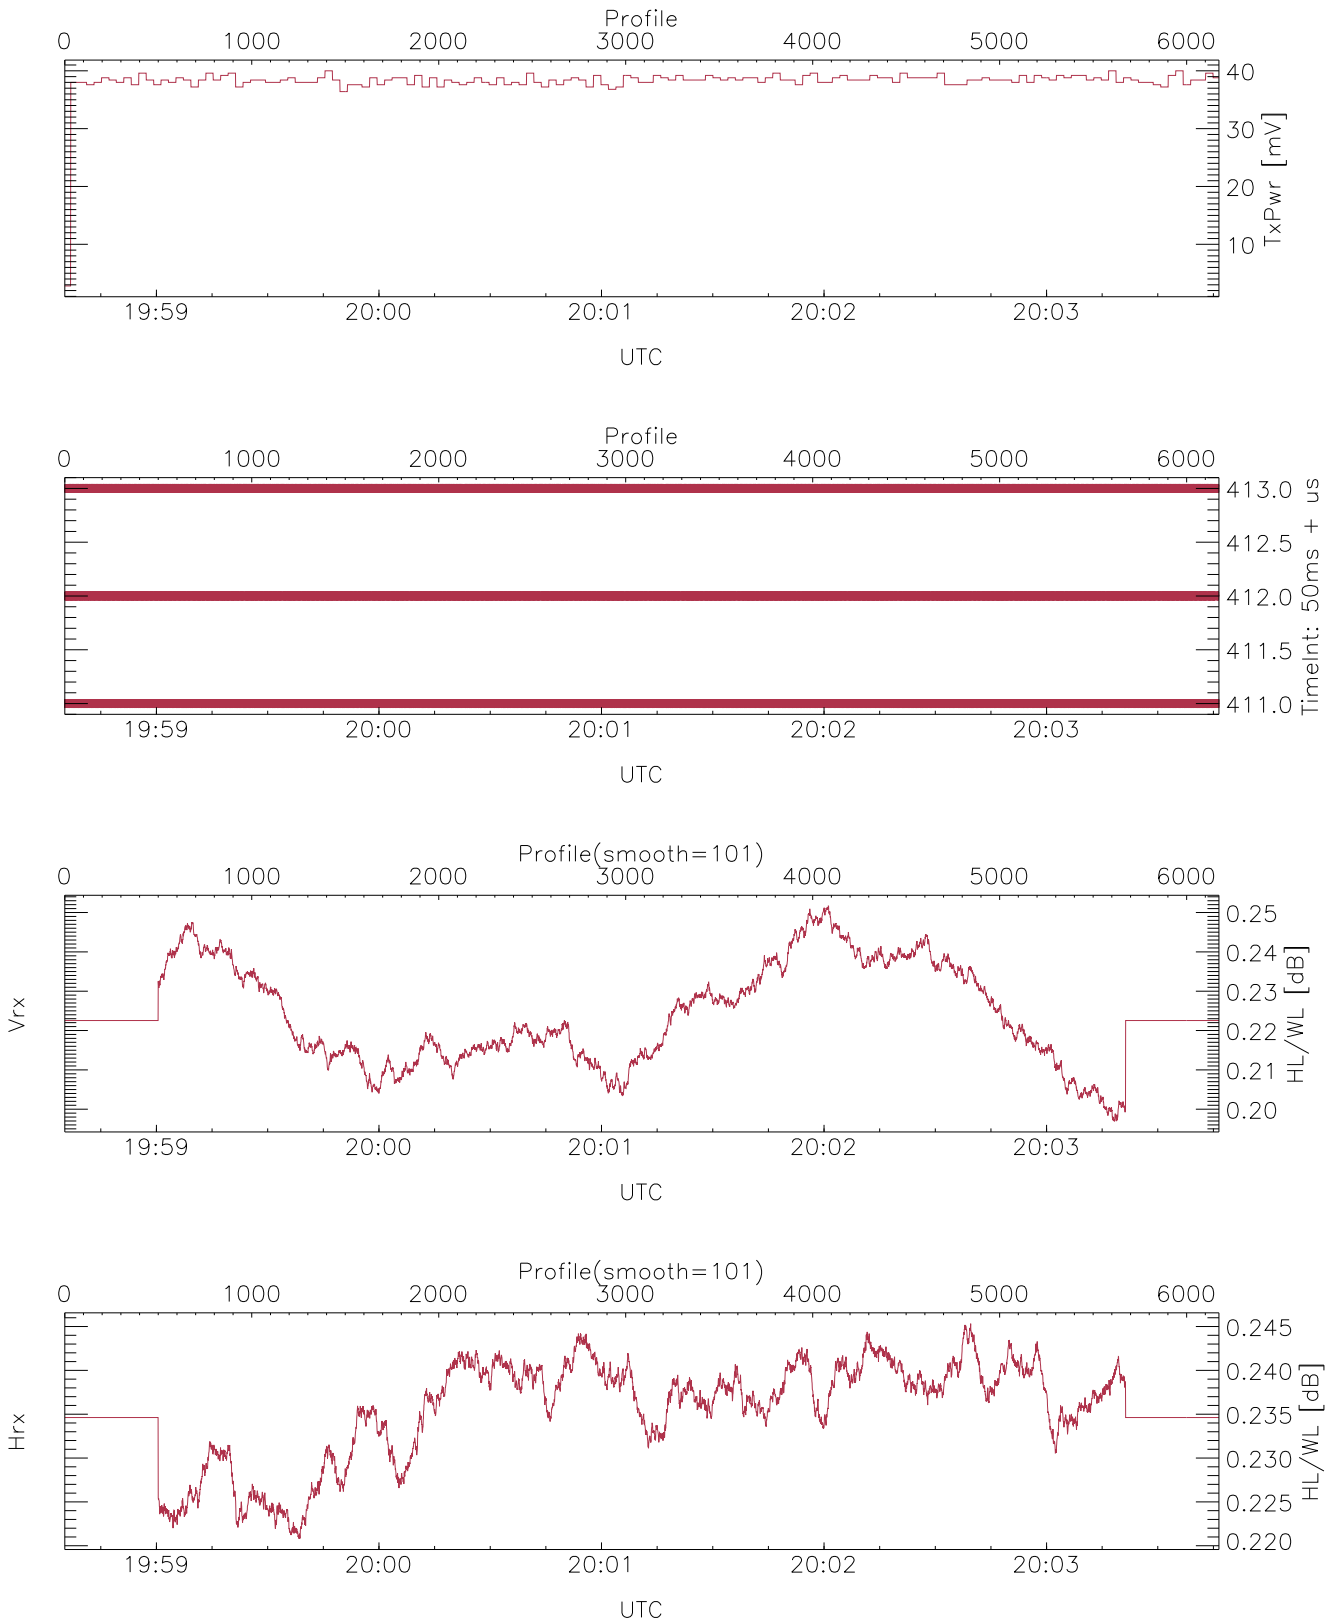 Profile
0 1000 2000 3000 4000 5000 6000
40
30
20
10
TxPwr [mV]
19:59 20:00 20:01 20:02 20:03
UTC
Profile
0 1000 2000 3000 4000 5000 6000
413.0
412.5
412.0
411.5
411.0
TimeInt: 50ms + us
19:59 20:00 20:01 20:02 20:03
UTC
Profile(smooth=101)
0 1000 2000 3000 4000 5000 6000
Vrx
0.25
0.24
0.23
0.22
0.21
0.20
HL/WL [dB]
19:59 20:00 20:01 20:02 20:03
UTC
Profile(smooth=101)
0 1000 2000 3000 4000 5000 6000
Hrx
0.245
0.240
0.235
0.230
0.225
0.220
HL/WL [dB]
19:59 20:00 20:01 20:02 20:03
UTC